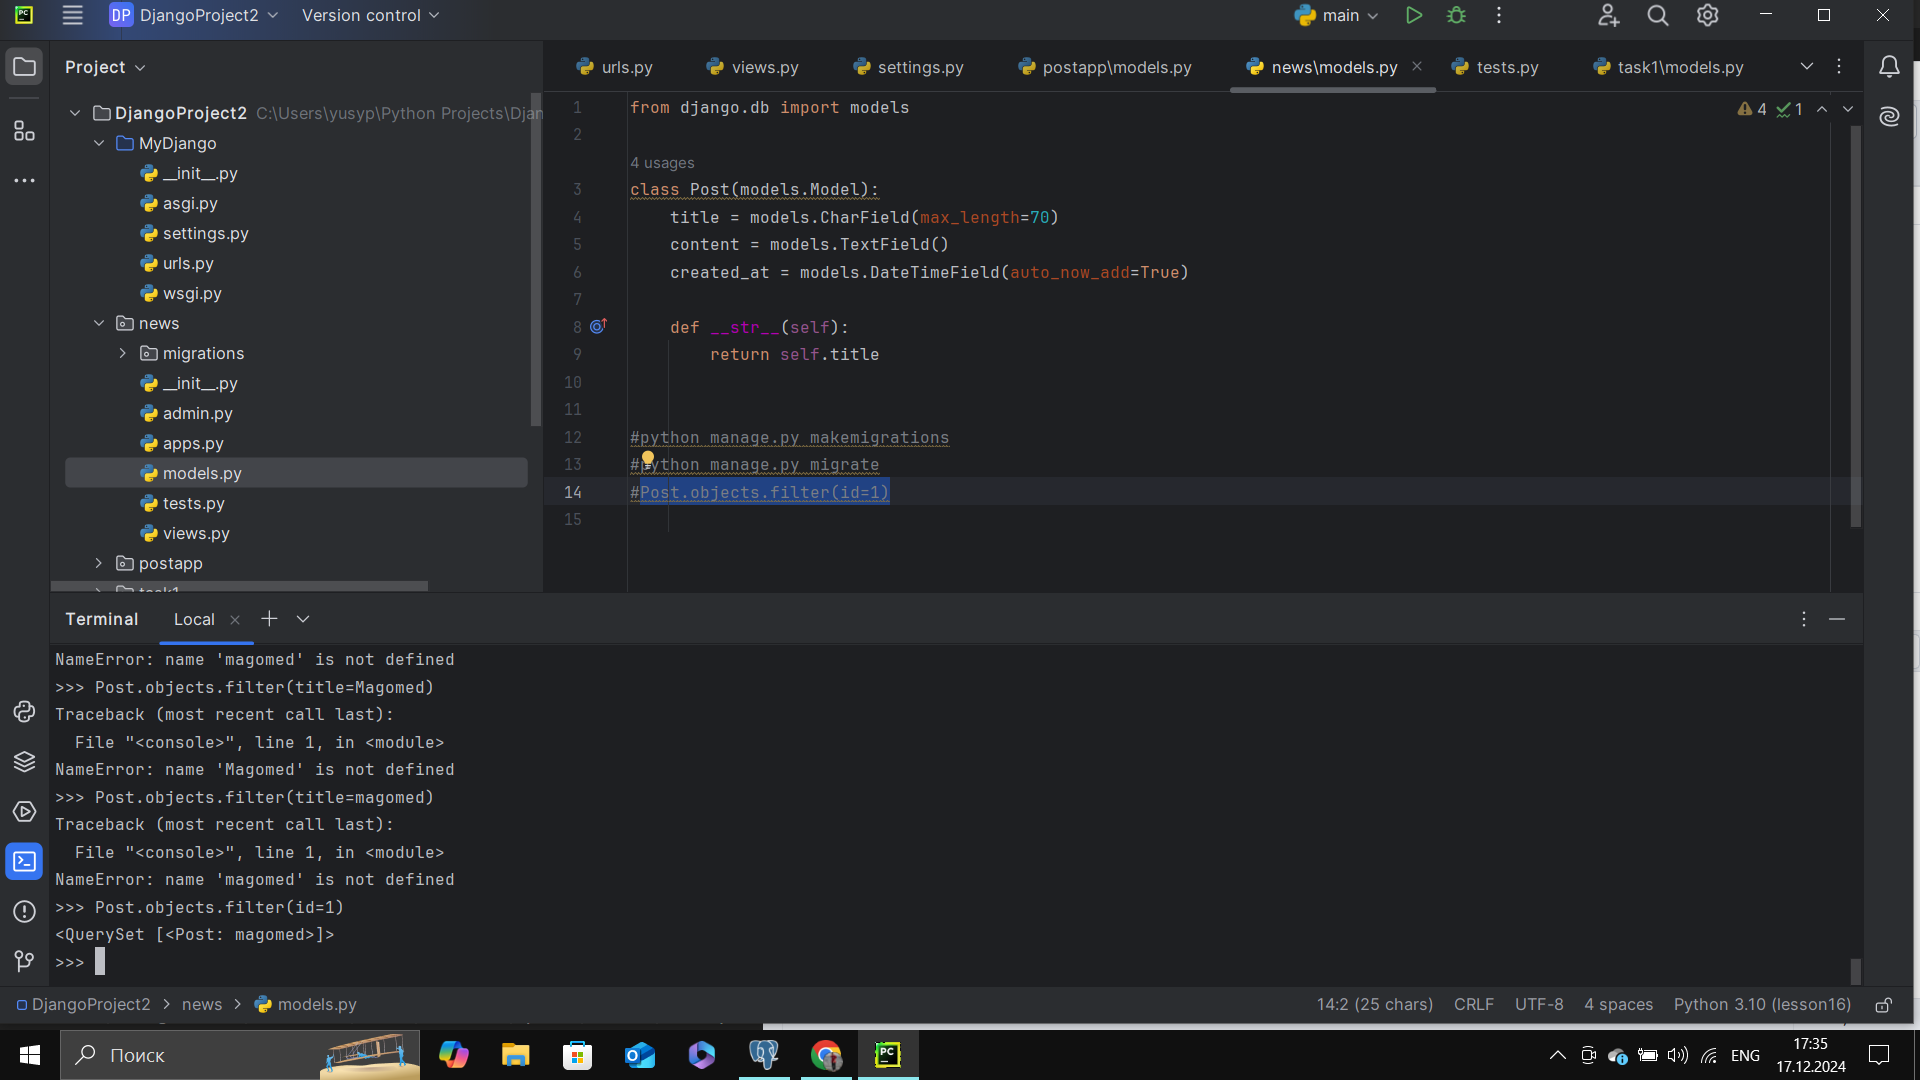 PC
DP DjangoProject2
Version control
main
Project
urls.py
views.py
settings.py
postapp\models.py
news\models.py
tests.py
task1\models.py
DjangoProject2 C:\Users\yusyp\Python Projects\Djan
MyDjango
__init__.py
asgi.py
settings.py
urls.py
wsgi.py
news
migrations
__init__.py
admin.py
apps.py
models.py
tests.py
views.py
postapp
task1
4
1
1 from django.db import models
2
4 usages
3 class Post(models.Model):
4     title = models.CharField(max_length=70)
5     content = models.TextField()
6     created_at = models.DateTimeField(auto_now_add=True)
7
8     def __str__(self):
9         return self.title
10
11
12 #python manage.py makemigrations
13 #python manage.py migrate
14 #Post.objects.filter(id=1)
15
Terminal
Local
NameError: name 'magomed' is not defined
>>> Post.objects.filter(title=Magomed)
Traceback (most recent call last):
  File "<console>", line 1, in <module>
NameError: name 'Magomed' is not defined
>>> Post.objects.filter(title=magomed)
Traceback (most recent call last):
  File "<console>", line 1, in <module>
NameError: name 'magomed' is not defined
>>> Post.objects.filter(id=1)
<QuerySet [<Post: magomed>]>
>>>
DjangoProject2 > news > models.py
14:2 (25 chars)
CRLF
UTF-8
4 spaces
Python 3.10 (lesson16)
Поиск
PC
ENG
17:35
17.12.2024